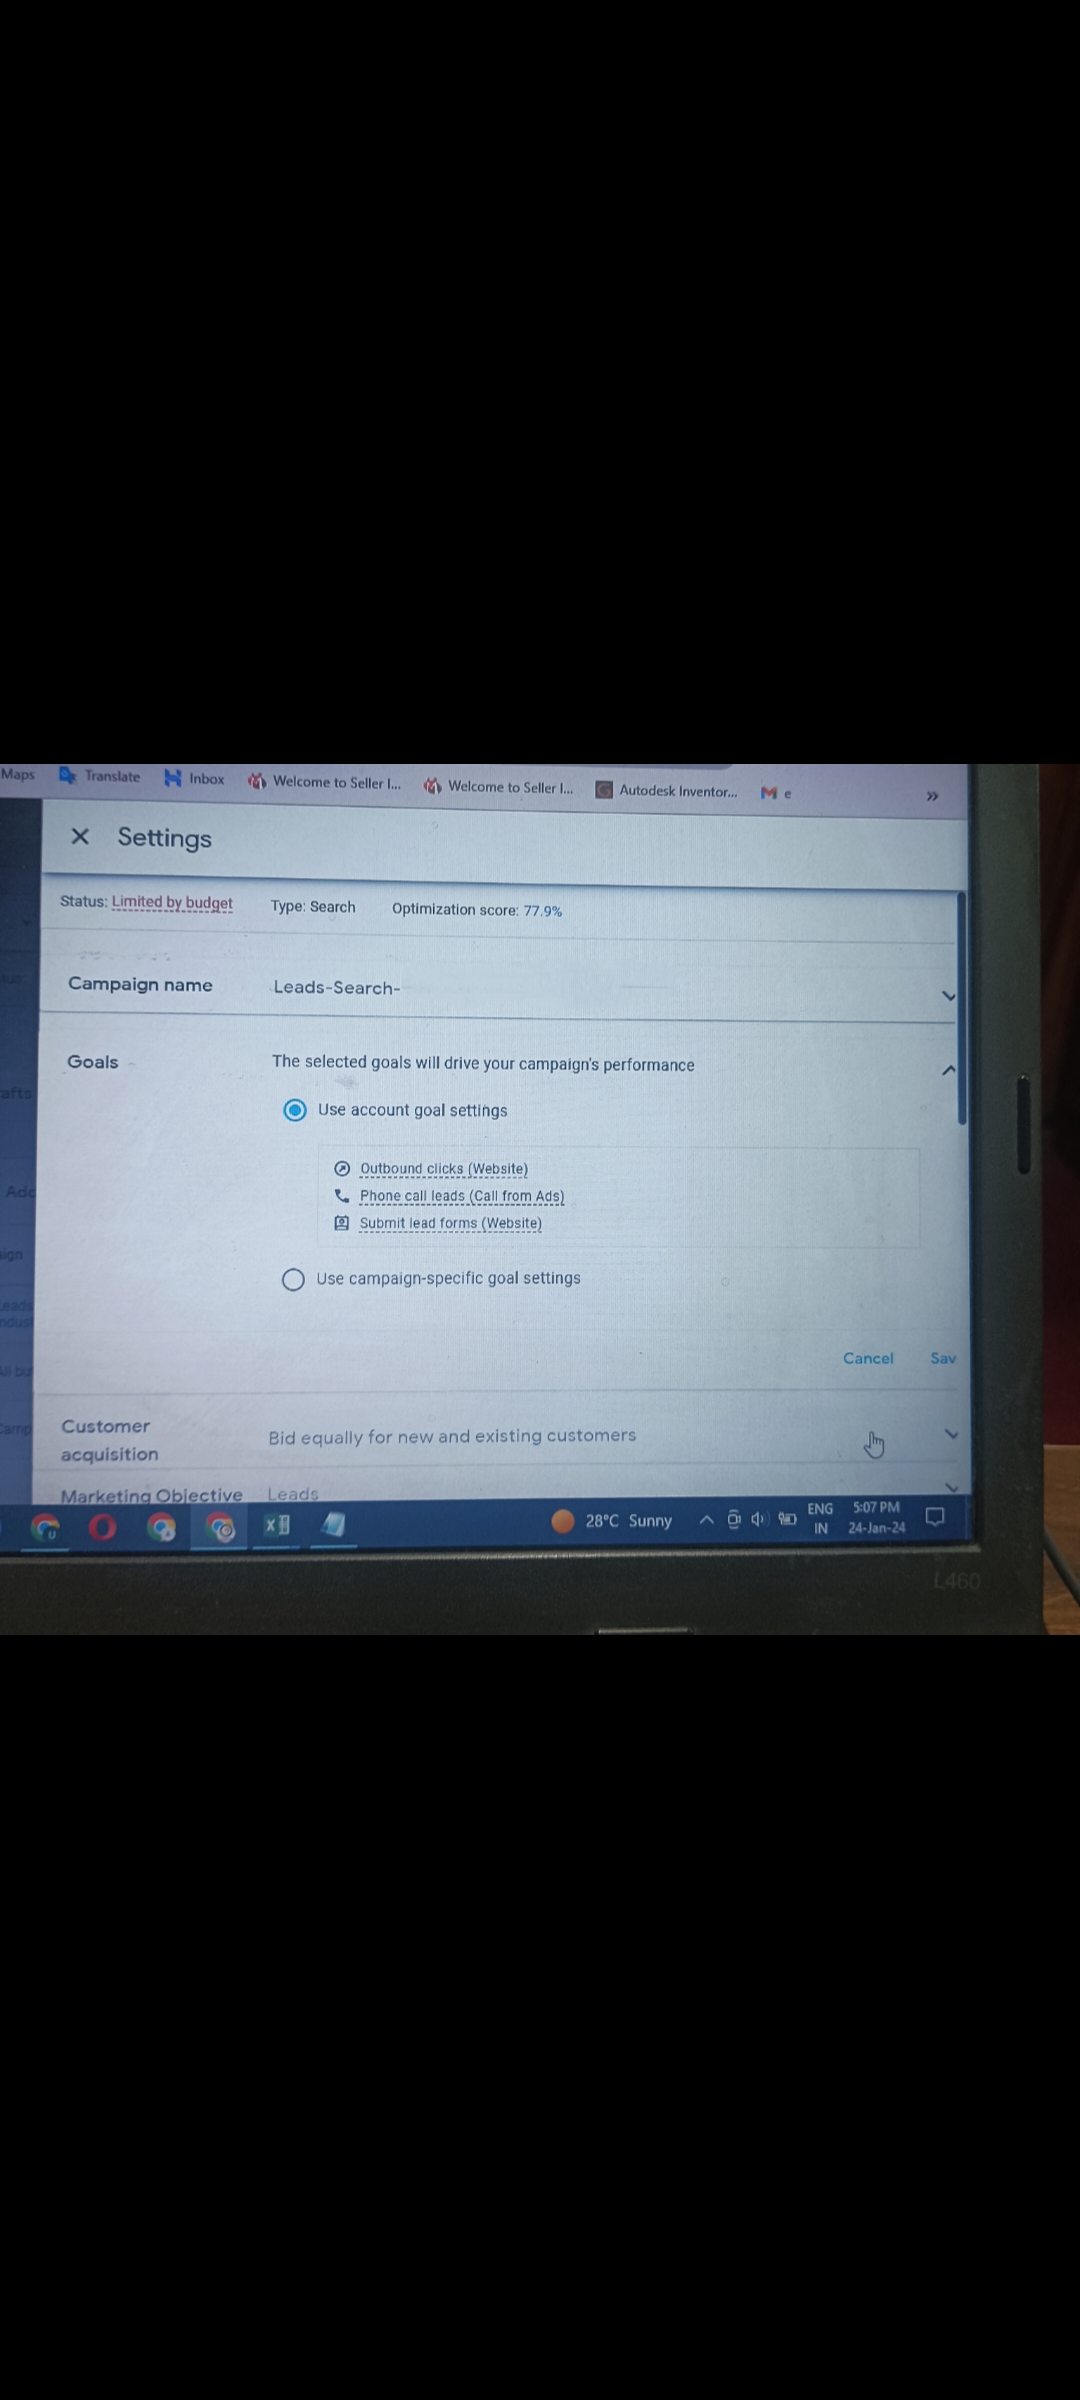 Maps Translate Inbox Welcome to Seller I... Welcome to Seller I... Autodesk Inventor... e »
Settings
Status: Limited by budget Type: Search Optimization score: 77.9%
Campaign name Leads-Search-
Goals The selected goals will drive your campaign's performance
afts
Use account goal settings
Outbound clicks (Website)
Phone call leads (Call from Ads)
Submit lead forms (Website)
Use campaign-specific goal settings
Cancel Sav
Customer acquisition Bid equally for new and existing customers
Marketing Objective Leads
28°C Sunny ENG IN 5:07 PM 24-Jan-24
L460